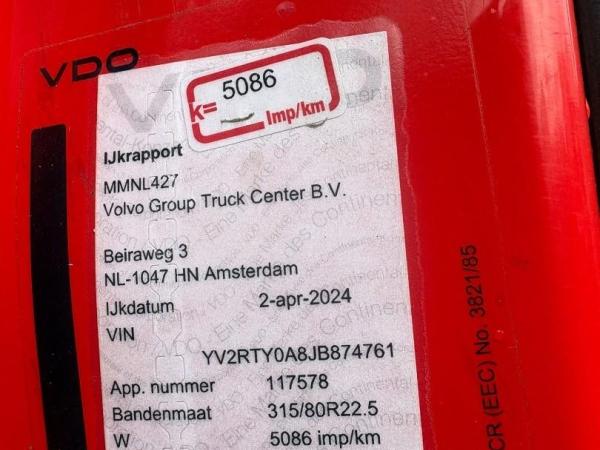 VDO
k= 5086
Imp/km
IJkrapport
MMNL427
Volvo Group Truck Center B.V.
Beiraweg 3
NL-1047 HN Amsterdam
IJkdatum 2-apr-2024
VIN
YV2RTY0A8JB874761
App. nummer 117578
Bandenmaat 315/80R22.5
W 5086 imp/km
CR (EEC) No. 3821/85